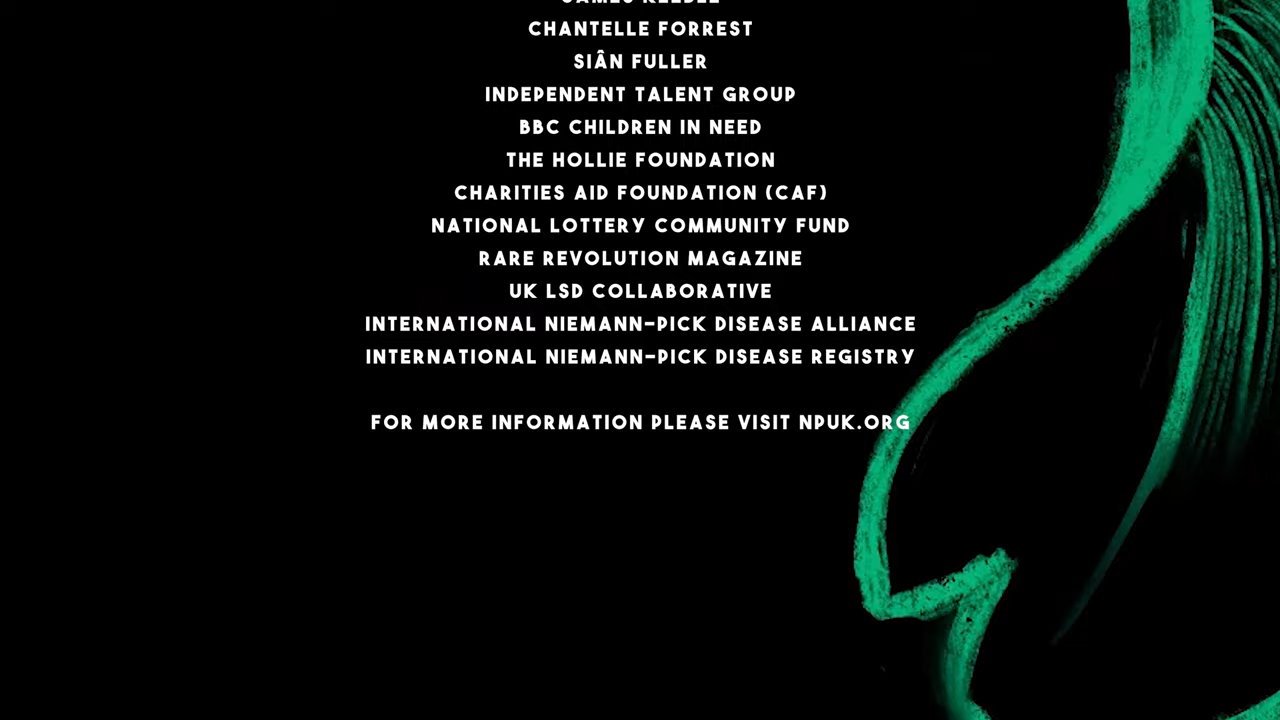 CHANTELLE FORREST
SIÂN FULLER
INDEPENDENT TALENT GROUP
BBC CHILDREN IN NEED
THE HOLLIE FOUNDATION
CHARITIES AID FOUNDATION (CAF)
NATIONAL LOTTERY COMMUNITY FUND
RARE REVOLUTION MAGAZINE
UK LSD COLLABORATIVE
INTERNATIONAL NIEMANN-PICK DISEASE ALLIANCE
INTERNATIONAL NIEMANN-PICK DISEASE REGISTRY
FOR MORE INFORMATION PLEASE VISIT NPUK.ORG